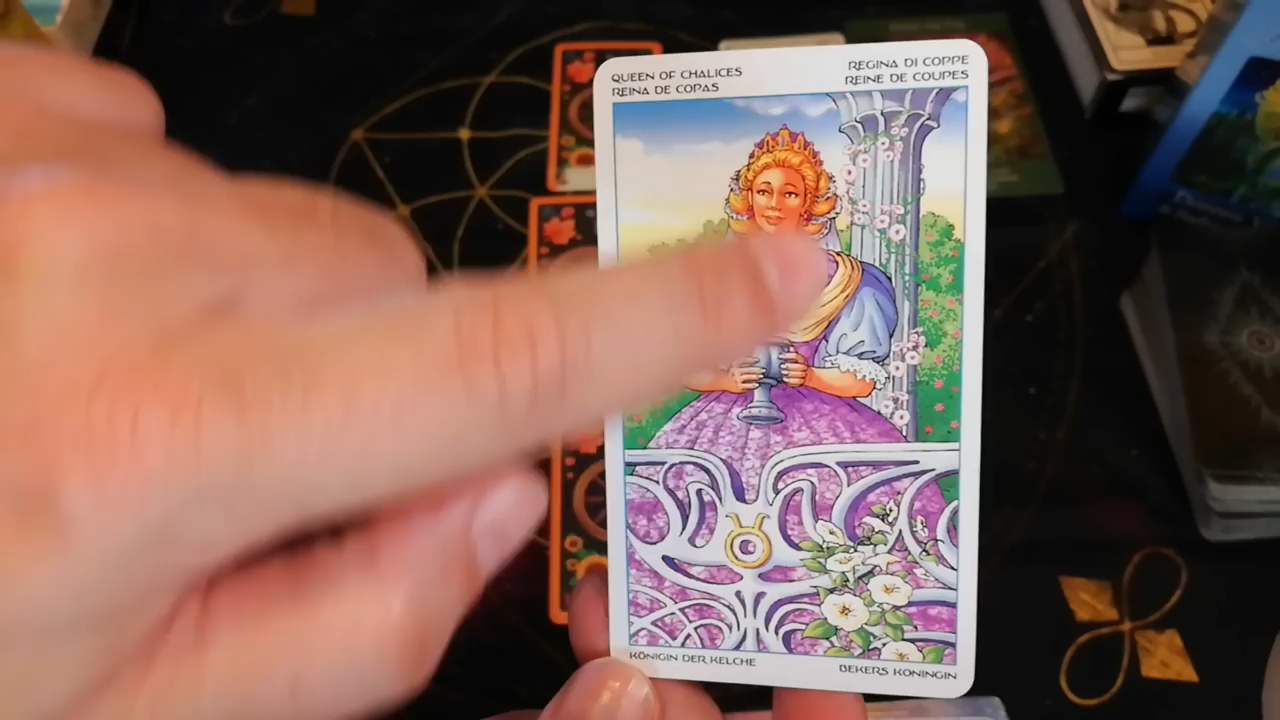 QUEEN OF CHALICES
REINA DE COPAS
REGINA DI COPPE
REINE DE COUPES
KÖNIGIN DER KELCHE
BEKERS KONINGIN